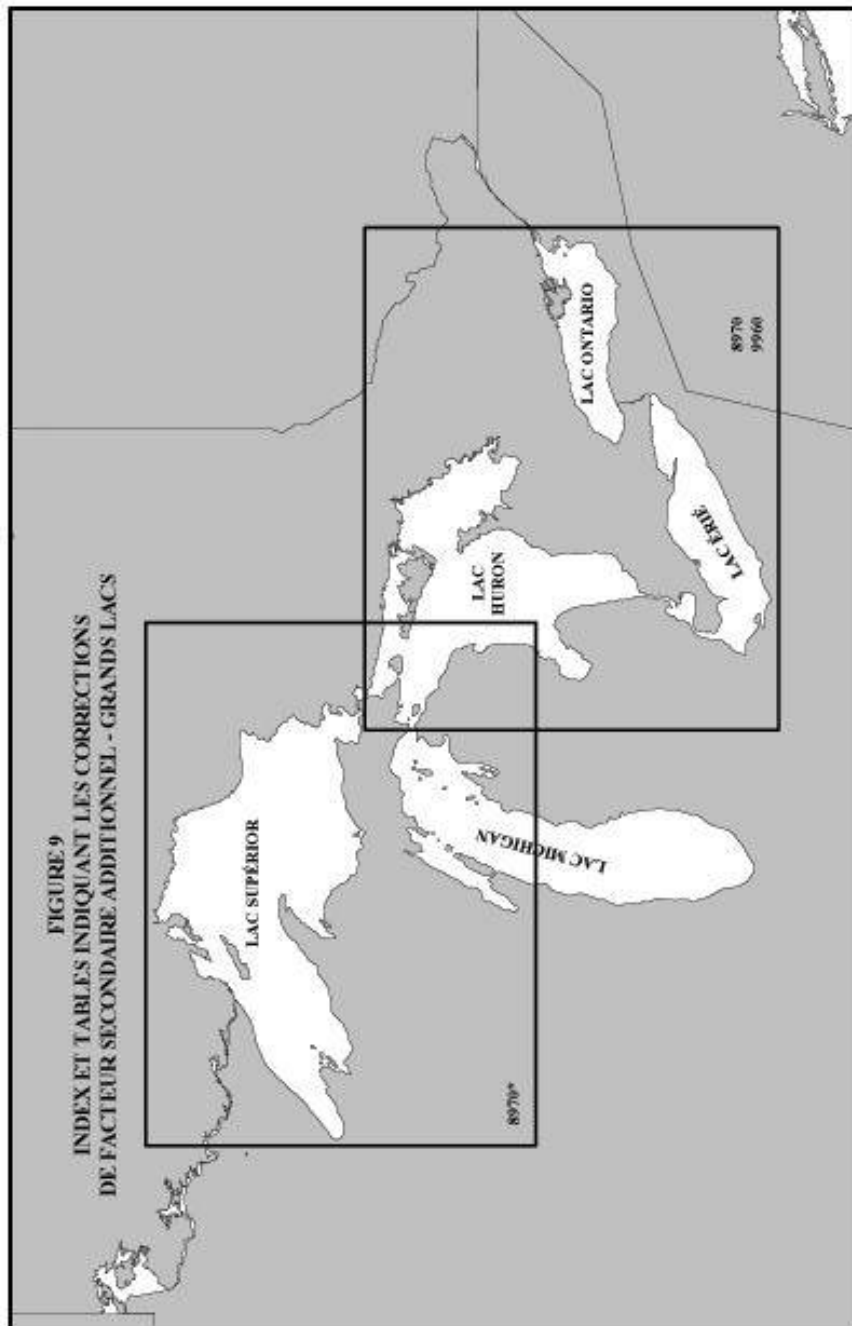 FIGURE 9
INDEX ET TABLES INDIQUANT LES CORRECTIONS
DE FACTEUR SECONDAIRE ADDITIONNEL - GRANDS LACS
LAC SUPÉRIOR
8970*
LAC MICHIGAN
LAC
HURON
LAC ONTARIO
LAC ÉRIÉ
8970
9960